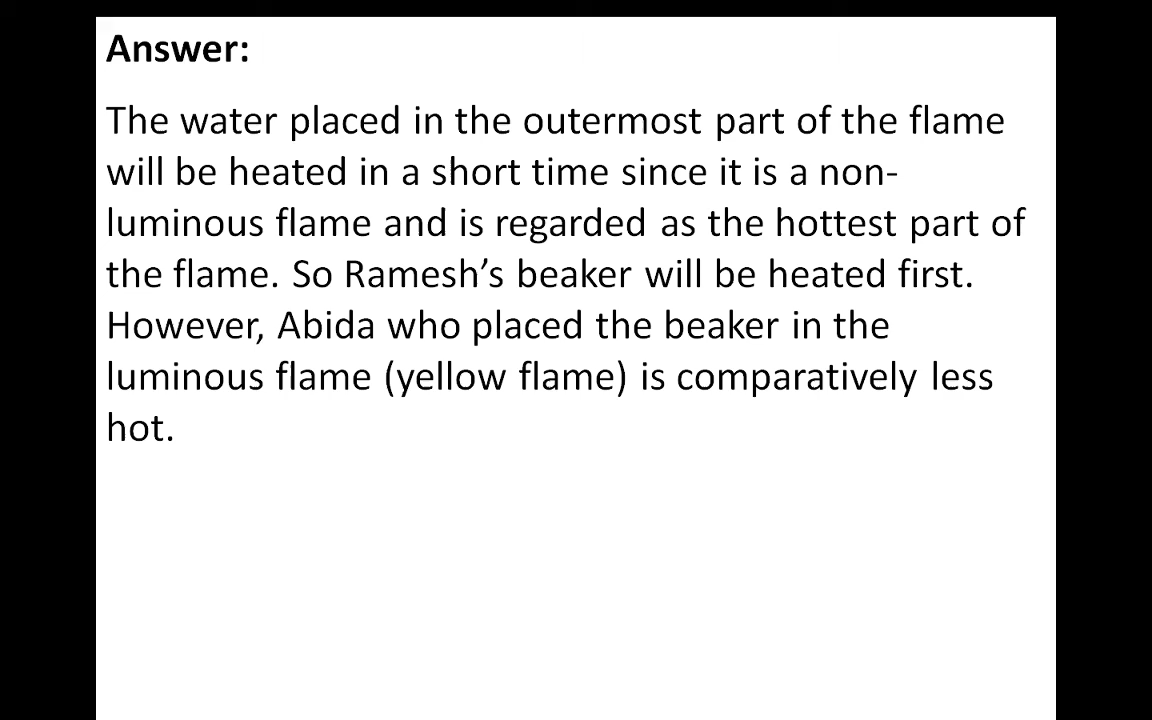 Answer:
The water placed in the outermost part of the flame
will be heated in a short time since it is a non-
luminous flame and is regarded as the hottest part of
the flame. So Ramesh’s beaker will be heated first.
However, Abida who placed the beaker in the
luminous flame (yellow flame) is comparatively less
hot.